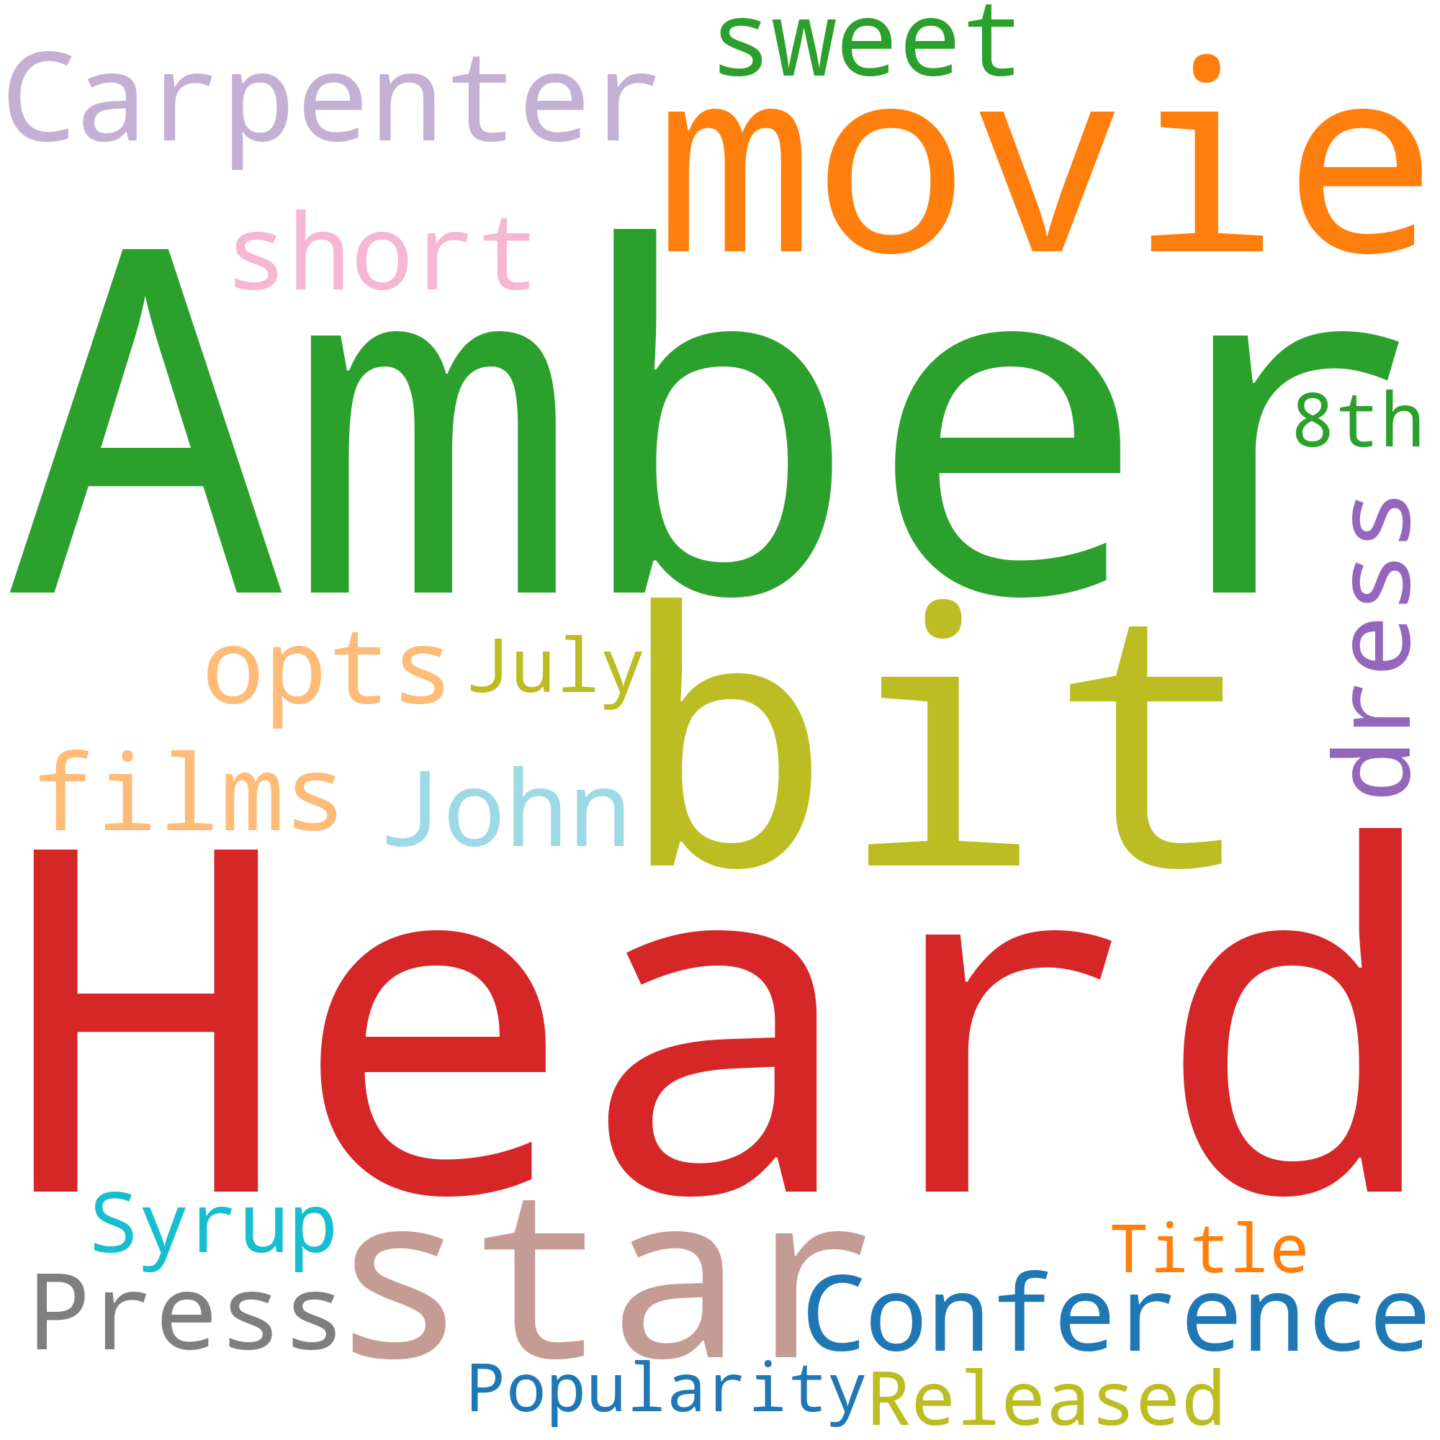 sweet
Carpenter
movie
short
Amber
8th
dress
bit
opts
July
films
John
Heard
Syrup
star
Title
Press
Conference
Popularity
Released